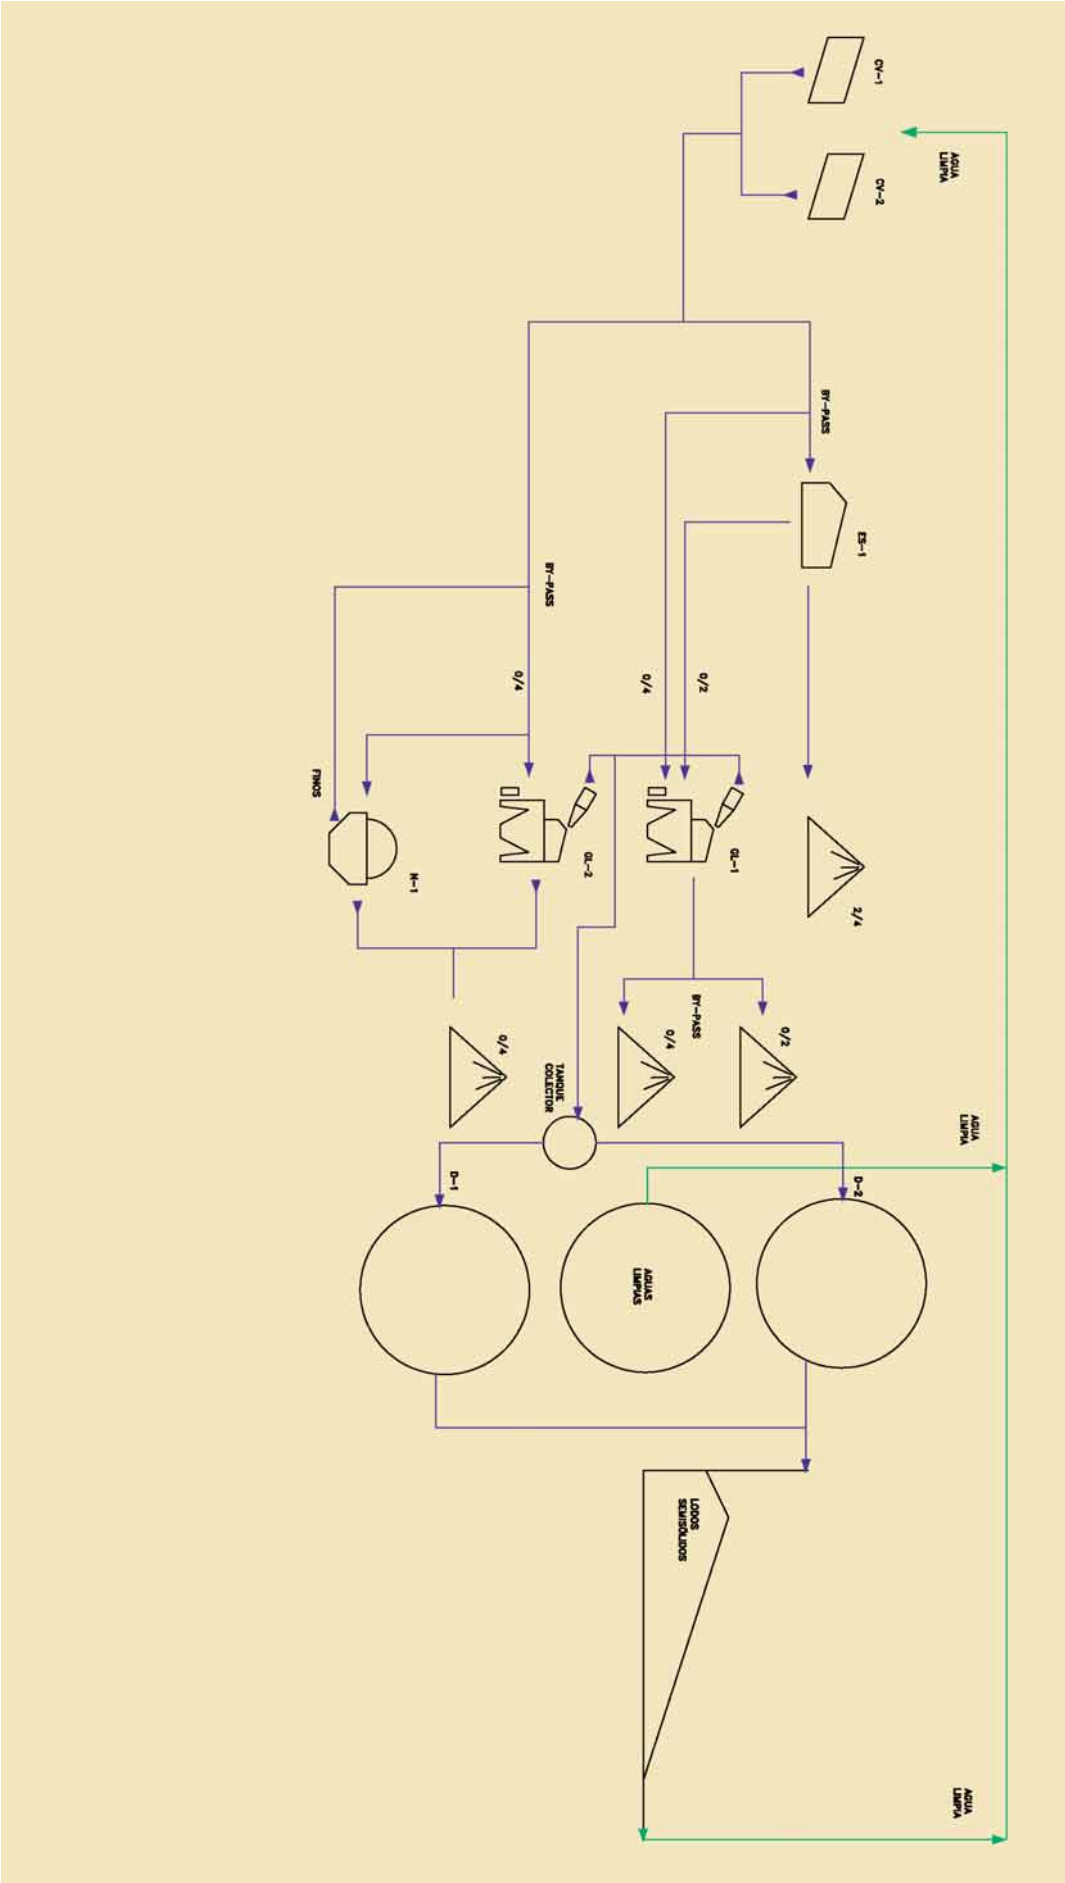 CV-1
CV-2
AGUA
LIMPIA
BY-PASS
ES-1
BY-PASS
0/4
0/4
0/2
FINOS
GL-1
GL-2
H-1
2/4
BY-PASS
0/2
0/4
0/4
TANQUE
COLECTOR
AGUA
LIMPIA
D-1
D-2
AGUAS
LIMPIAS
LODOS
SEMISÓLIDOS
AGUA
LIMPIA